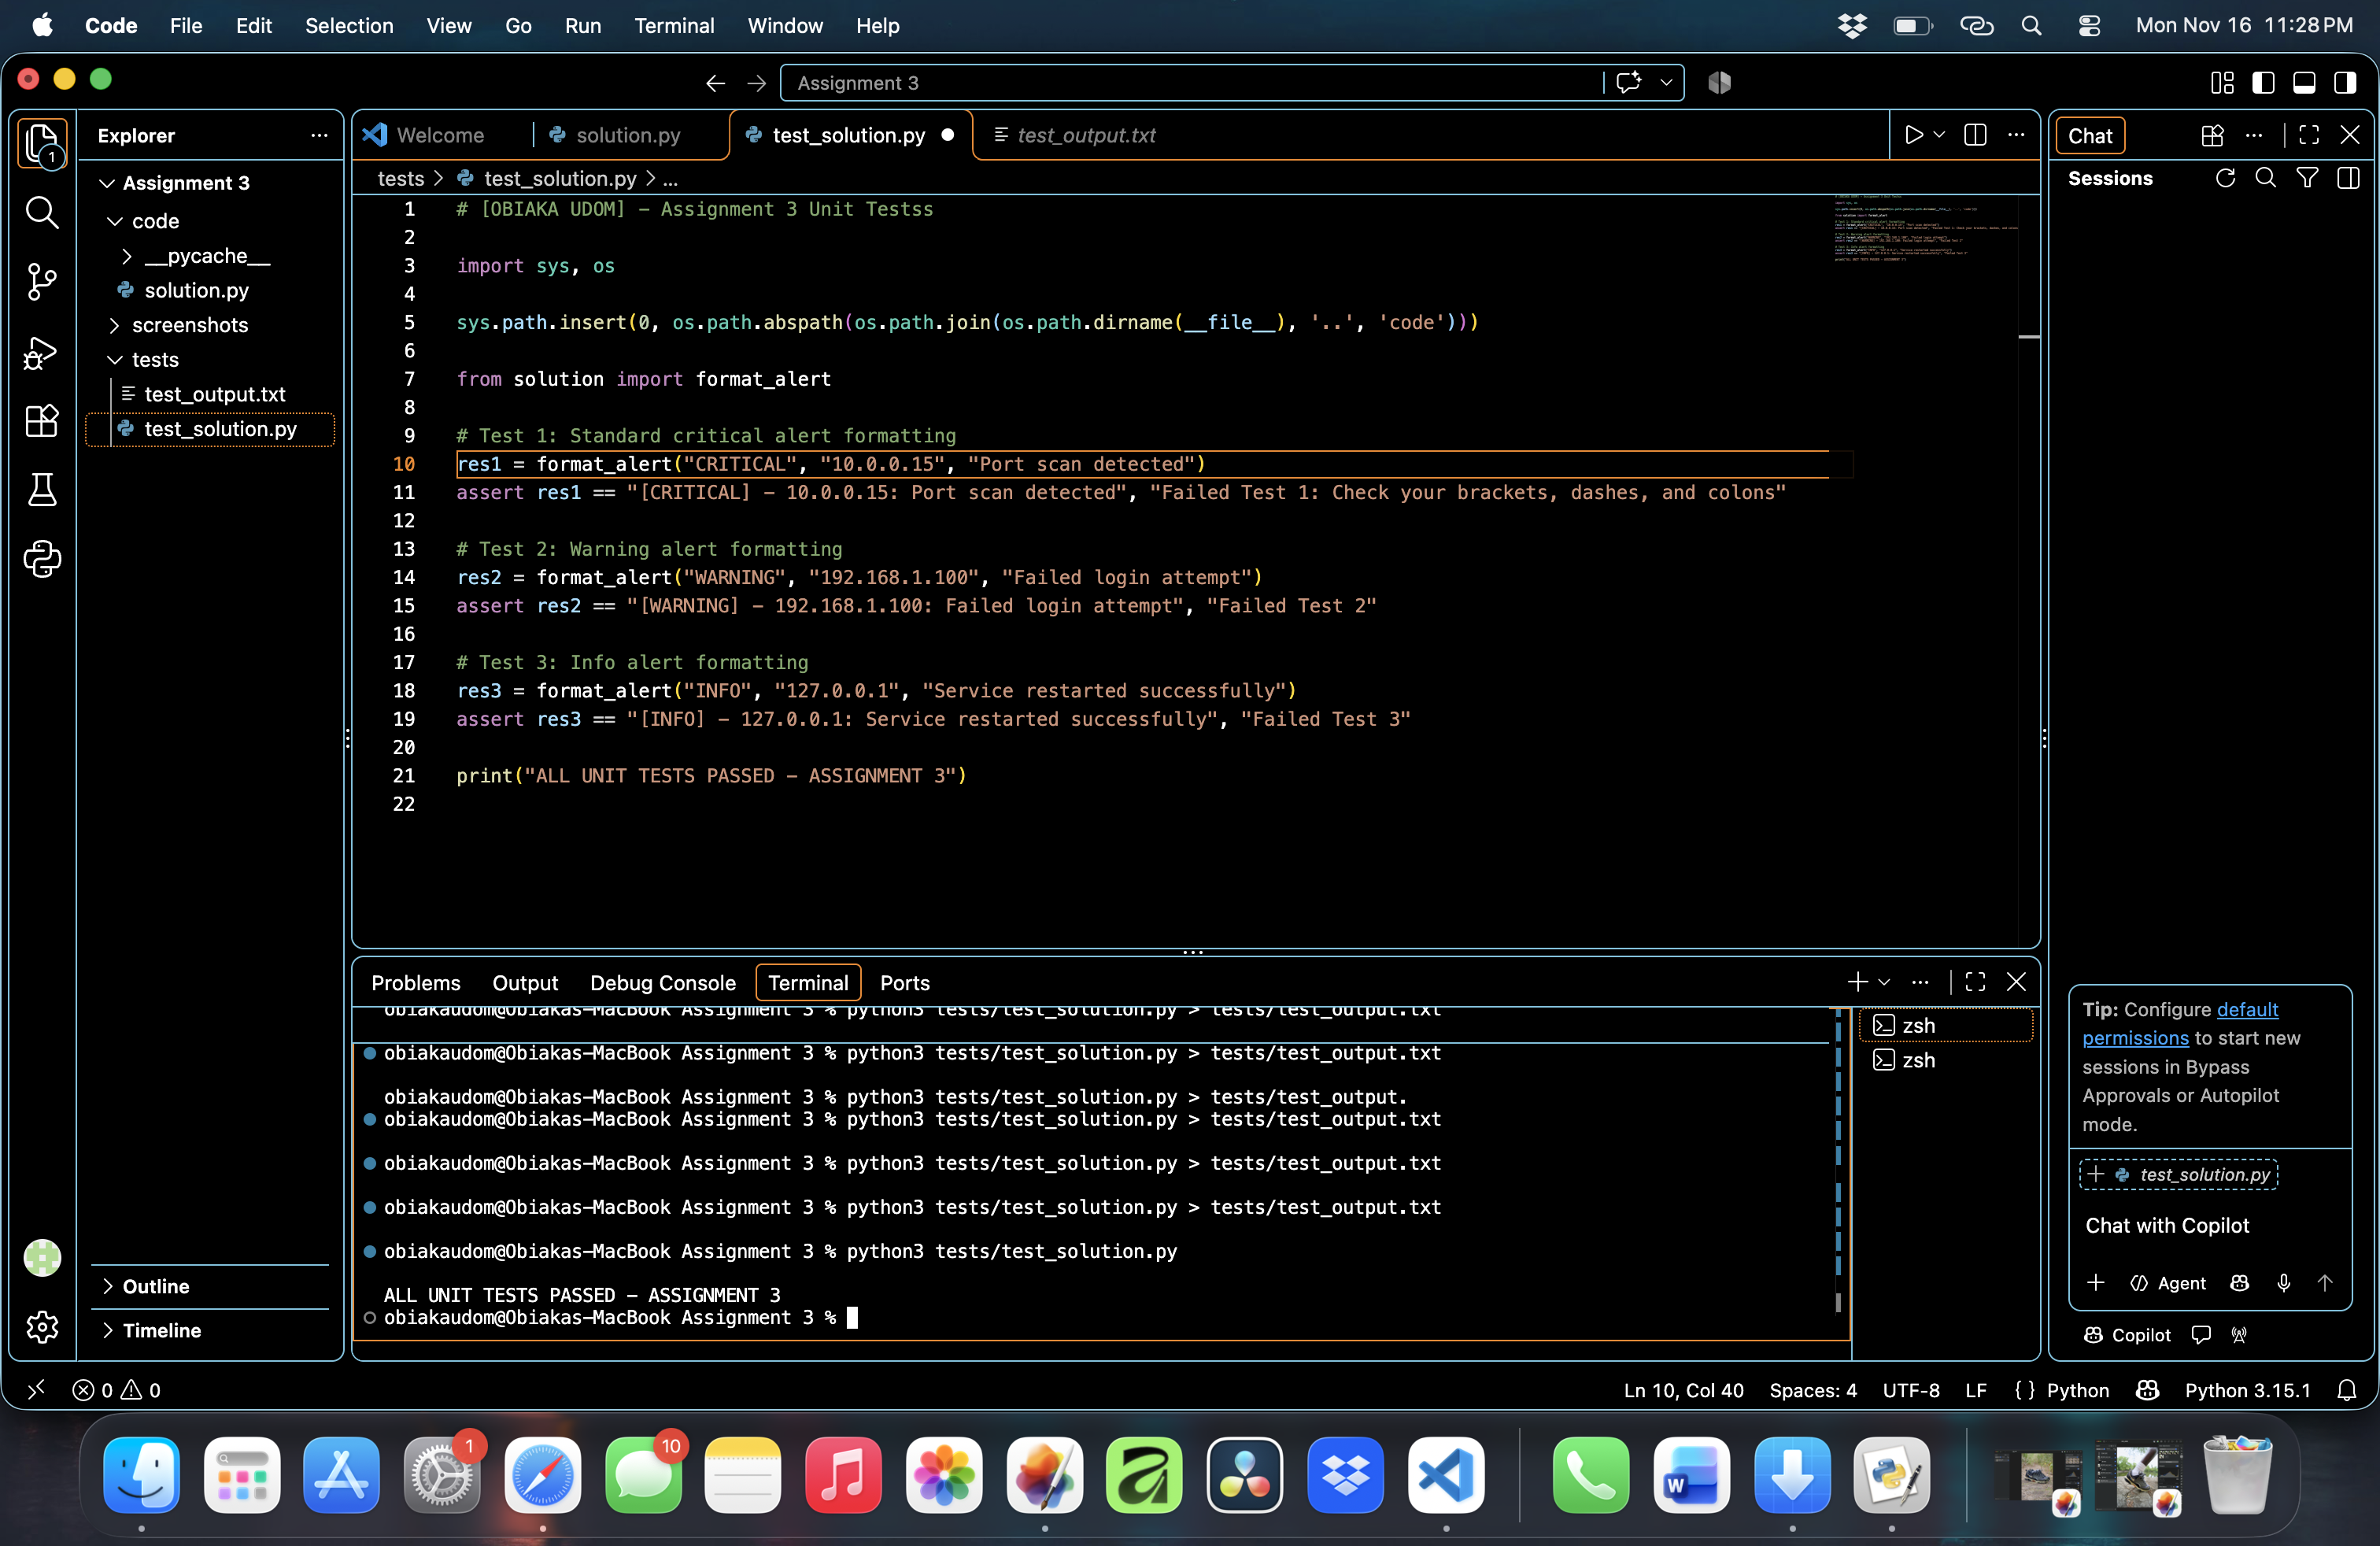 Code File Edit Selection View Go Run Terminal Window Help
Mon Nov 16 11:28 PM
Assignment 3
1
Explorer
Assignment 3
code
__pycache__
solution.py
screenshots
tests
test_output.txt
test_solution.py
Outline
Timeline
Welcome
solution.py
test_solution.py
test_output.txt
tests > test_solution.py > ...
1 # [OBIAKA UDOM] – Assignment 3 Unit Testss
2
3 import sys, os
4
5 sys.path.insert(0, os.path.abspath(os.path.join(os.path.dirname(__file__), '..', 'code')))
6
7 from solution import format_alert
8
9 # Test 1: Standard critical alert formatting
10 res1 = format_alert("CRITICAL", "10.0.0.15", "Port scan detected")
11 assert res1 == "[CRITICAL] – 10.0.0.15: Port scan detected", "Failed Test 1: Check your brackets, dashes, and colons"
12
13 # Test 2: Warning alert formatting
14 res2 = format_alert("WARNING", "192.168.1.100", "Failed login attempt")
15 assert res2 == "[WARNING] – 192.168.1.100: Failed login attempt", "Failed Test 2"
16
17 # Test 3: Info alert formatting
18 res3 = format_alert("INFO", "127.0.0.1", "Service restarted successfully")
19 assert res3 == "[INFO] – 127.0.0.1: Service restarted successfully", "Failed Test 3"
20
21 print("ALL UNIT TESTS PASSED – ASSIGNMENT 3")
22
Problems Output Debug Console Terminal Ports
obiakaudom@Obiakas-MacBook Assignment 3 % python3 tests/test_solution.py > tests/test_output.txt
obiakaudom@Obiakas-MacBook Assignment 3 % python3 tests/test_solution.py > tests/test_output.txt
obiakaudom@Obiakas-MacBook Assignment 3 % python3 tests/test_solution.py > tests/test_output.
obiakaudom@Obiakas-MacBook Assignment 3 % python3 tests/test_solution.py > tests/test_output.txt
obiakaudom@Obiakas-MacBook Assignment 3 % python3 tests/test_solution.py > tests/test_output.txt
obiakaudom@Obiakas-MacBook Assignment 3 % python3 tests/test_solution.py > tests/test_output.txt
obiakaudom@Obiakas-MacBook Assignment 3 % python3 tests/test_solution.py
ALL UNIT TESTS PASSED – ASSIGNMENT 3
obiakaudom@Obiakas-MacBook Assignment 3 %
zsh
zsh
Chat
Sessions
Tip: Configure default
permissions to start new
sessions in Bypass
Approvals or Autopilot
mode.
test_solution.py
Chat with Copilot
Agent
Copilot
0 0
Ln 10, Col 40 Spaces: 4 UTF-8 LF {} Python Python 3.15.1
1
10
W